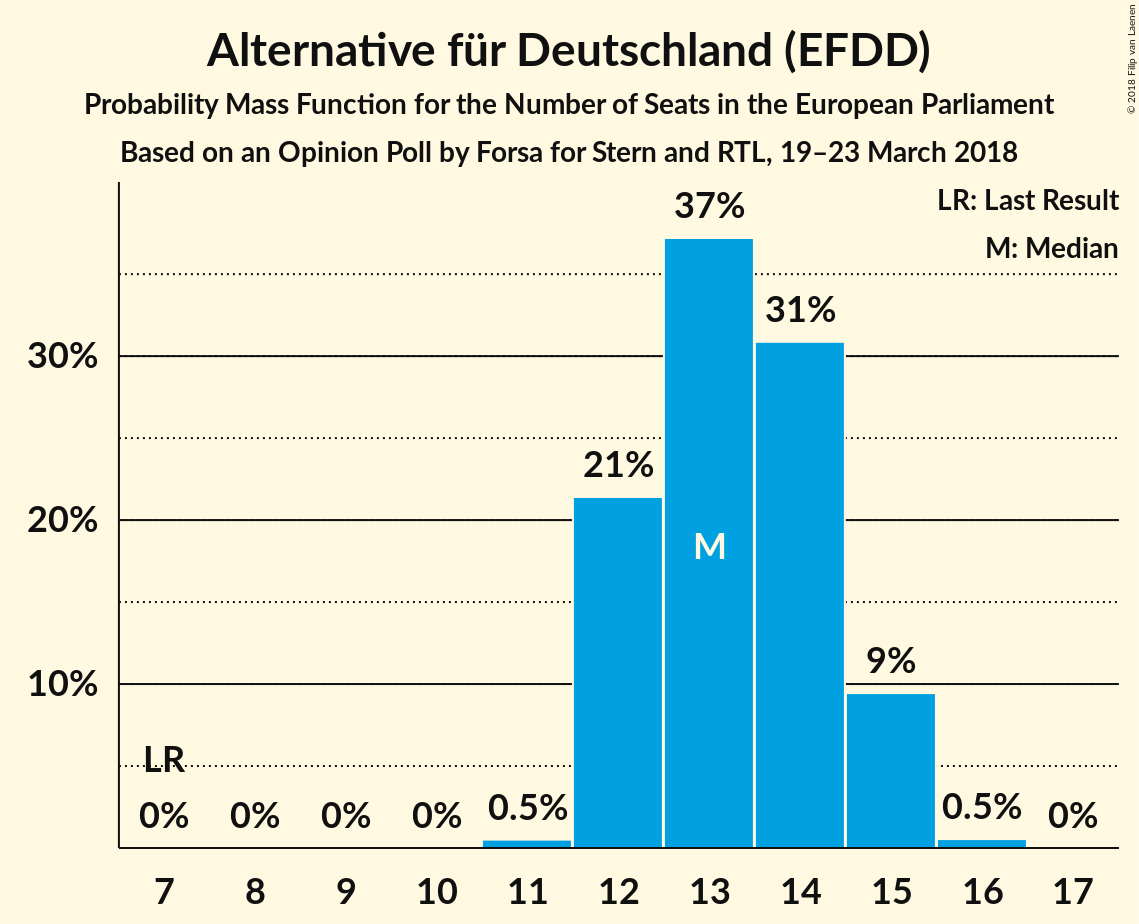 Alternative für Deutschland (EFDD)
Probability Mass Function for the Number of Seats in the European Parliament
Based on an Opinion Poll by Forsa for Stern and RTL, 19–23 March 2018
© 2018 Filip van Laenen
LR: Last Result
M: Median
37%
31%
30%
21%
20%
M
9%
10%
LR
0%
0%
0%
0%
0.5%
0.5%
0%
7 8 9 10 11 12 13 14 15 16 17